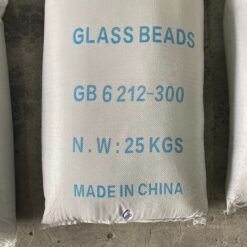 GLASS BEADS
GB 6 212-300
N.W: 25 KGS
MADE IN CHINA